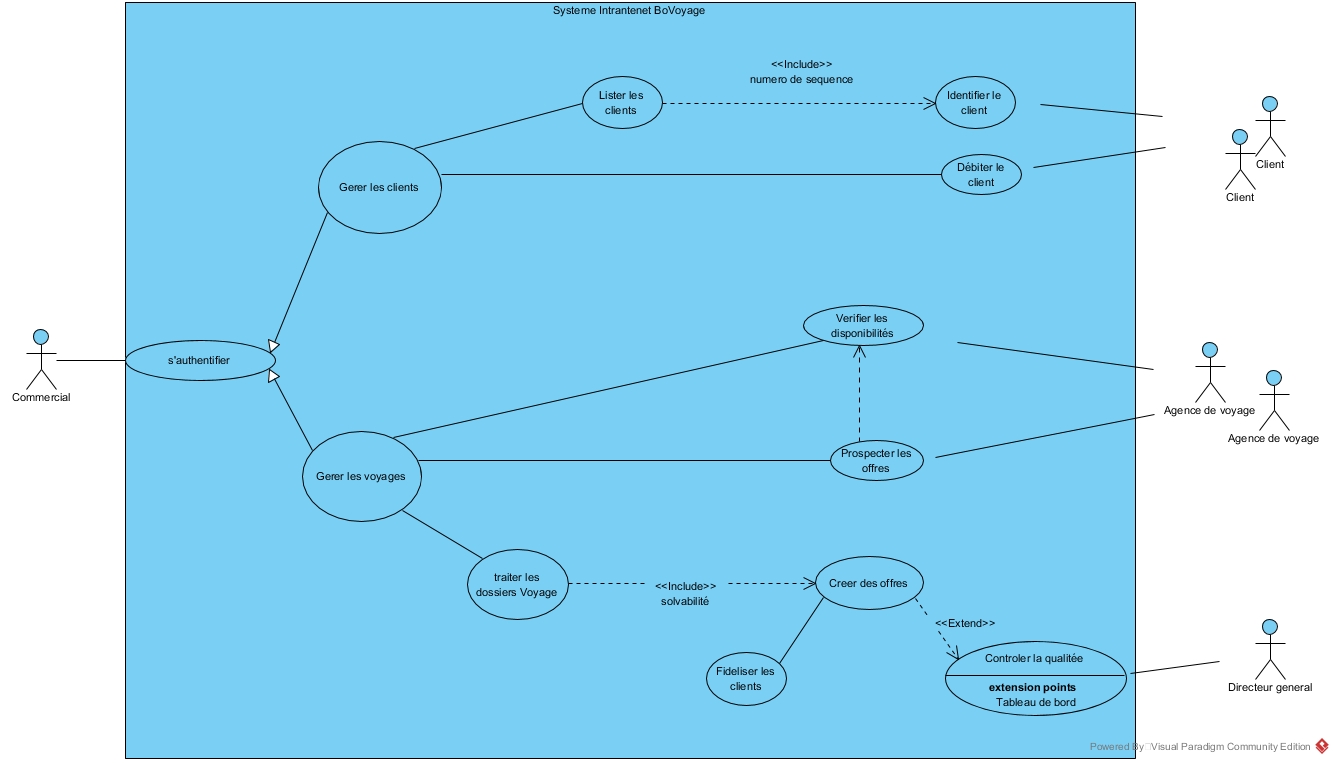 Systeme Intrantenet BoVoyage
<<Include>>
numero de sequence
Lister les
clients
Identifier le
client
Client
Client
Gerer les clients
Débiter le
client
Verifier les
disponibilités
s'authentifier
Commercial
Agence de voyage
Agence de voyage
Gerer les voyages
Prospecter les
offres
traiter les
dossiers Voyage
<<Include>>
solvabilité
Creer des offres
<<Extend>>
Fideliser les
clients
Controler la qualitée
extension points
Tableau de bord
Directeur general
Powered By Visual Paradigm Community Edition